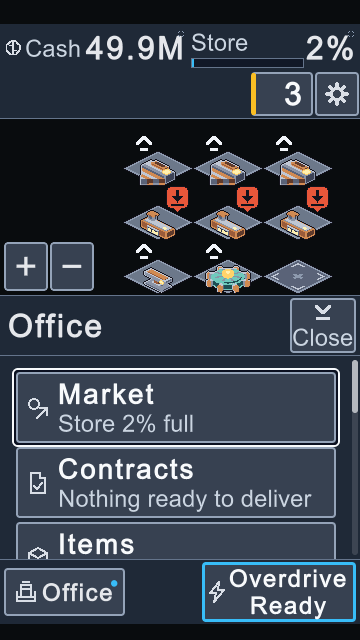 Cash 49.9M Store 2%
3
+ −
Office
Close
Market
Store 2% full
Contracts
Nothing ready to deliver
Items
Office
Overdrive
Ready